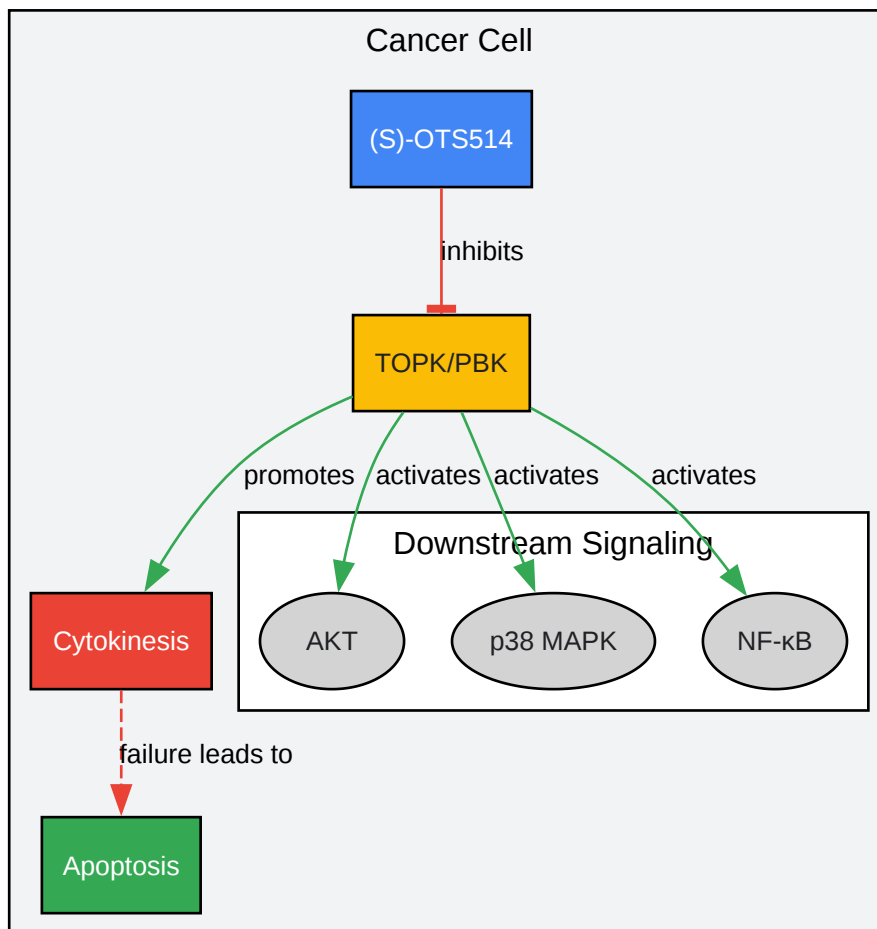 Cancer Cell
(S)-OTS514
inhibits
TOPK/PBK
promotes
activates
activates
activates
Downstream Signaling
Cytokinesis
AKT
p38 MAPK
NF-κB
failure leads to
Apoptosis